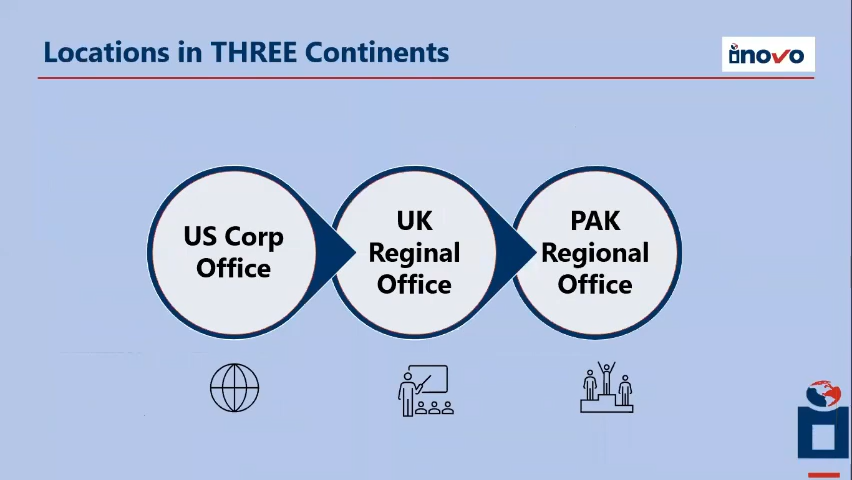 Locations in THREE Continents
inovo
US Corp
Office
UK
Reginal
Office
PAK
Regional
Office